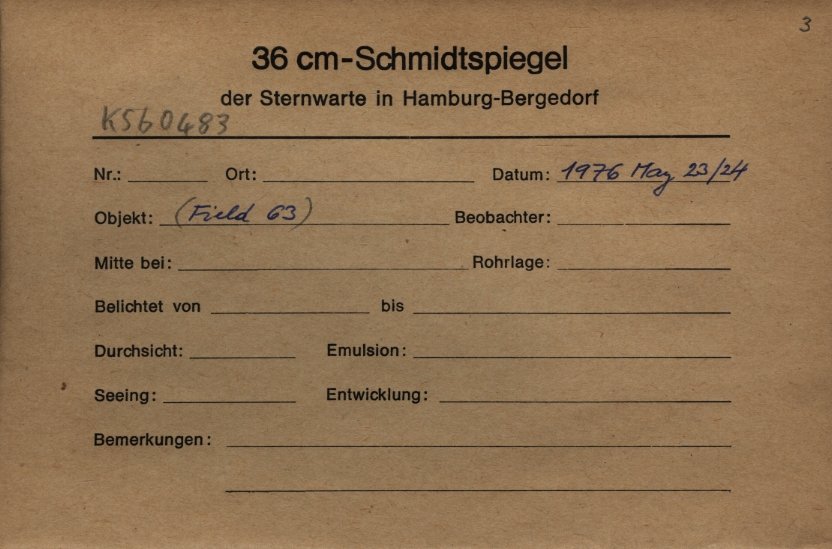 3
36 cm-Schmidtspiegel
der Sternwarte in Hamburg-Bergedorf
KSb0483
Nr.: Ort: Datum: 1976 May 23/24
Objekt: (Field 63) Beobachter:
Mitte bei: Rohrlage:
Belichtet von bis
Durchsicht: Emulsion:
Seeing: Entwicklung:
Bemerkungen: